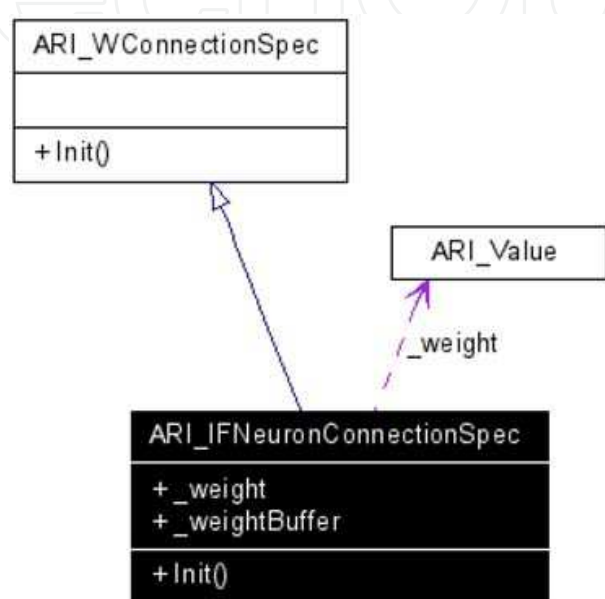 ARI_WConnectionSpec
+Init()
ARI_Value
_weight
ARI_IFNeuronConnectionSpec
+ _weight
+ _weightBuffer
+Init()